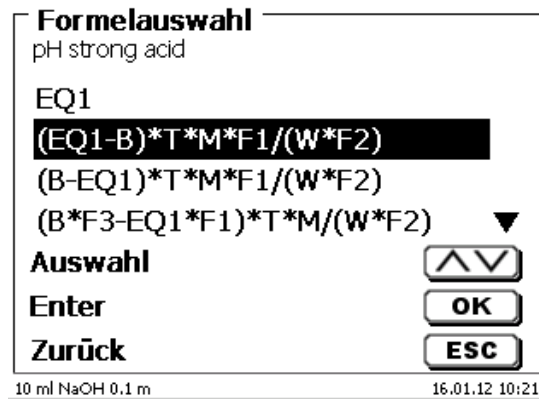 Formelauswahl
pH strong acid
EQ1
(EQ1-B)*T*M*F1/(W*F2)
(B-EQ1)*T*M*F1/(W*F2)
(B*F3-EQ1*F1)*T*M/(W*F2) ▼
Auswahl
Enter OK
Zurück ESC
10 ml NaOH 0.1 m 16.01.12 10:21